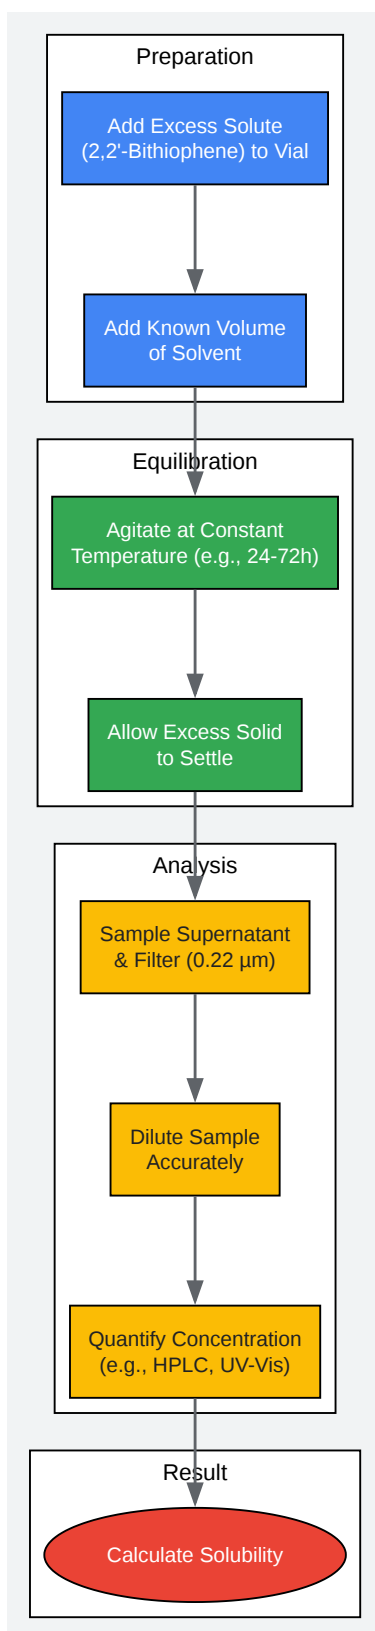 Preparation
Add Excess Solute
(2,2'-Bithiophene) to Vial
Add Known Volume
of Solvent
Equilibration
Agitate at Constant
Temperature (e.g., 24-72h)
Allow Excess Solid
to Settle
Analysis
Sample Supernatant
& Filter (0.22 µm)
Dilute Sample
Accurately
Quantify Concentration
(e.g., HPLC, UV-Vis)
Result
Calculate Solubility